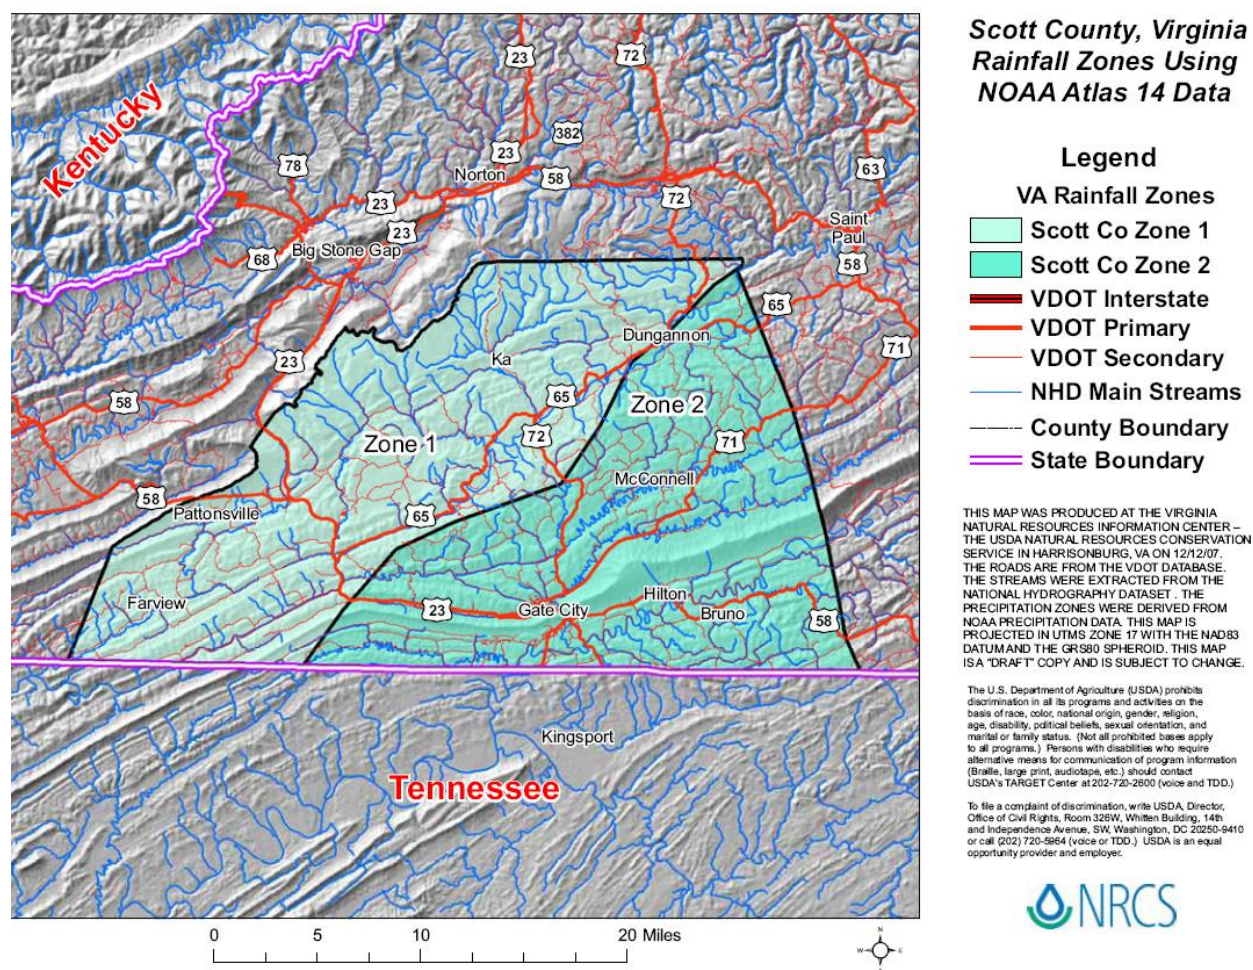 Scott County, Virginia
Rainfall Zones Using
NOAA Atlas 14 Data
Legend
VA Rainfall Zones
Scott Co Zone 1
Scott Co Zone 2
VDOT Interstate
VDOT Primary
VDOT Secondary
NHD Main Streams
County Boundary
State Boundary
THIS MAP WAS PRODUCED AT THE VIRGINIA
NATURAL RESOURCES INFORMATION CENTER –
THE USDA NATURAL RESOURCES CONSERVATION
SERVICE IN HARRISONBURG, VA ON 12/12/07.
THE ROADS ARE FROM THE VDOT DATABASE.
THE STREAMS WERE EXTRACTED FROM THE
NATIONAL HYDROGRAPHY DATASET . THE
PRECIPITATION ZONES WERE DERIVED FROM
NOAA PRECIPITATION DATA. THIS MAP IS
PROJECTED IN UTMS ZONE 17 WITH THE NAD83
DATUM AND THE GRS80 SPHEROID. THIS MAP
IS A "DRAFT" COPY AND IS SUBJECT TO CHANGE.
The U.S. Department of Agriculture (USDA) prohibits
discrimination in all its programs and activities on the
basis of race, color, national origin, gender, religion,
age, disability, political beliefs, sexual orientation, and
marital or family status. (Not all prohibited bases apply
to all programs.) Persons with disabilities who require
alternative means for communication of program information
(Braille, large print, audiotape, etc.) should contact
USDA's TARGET Center at 202-720-2600 (voice and TDD.)
To file a complaint of discrimination, write USDA, Director,
Office of Civil Rights, Room 326W, Whitten Building, 14th
and Independence Avenue, SW, Washington, DC 20250-9410
or call (202) 720-5964 (voice or TDD.) USDA is an equal
opportunity provider and employer.
NRCS
Kentucky
23
72
382
78
23
Norton
58
63
23
72
23
Big Stone Gap
68
Saint
Paul
58
65
Dungannon
71
23
Ka
58
65
Zone 2
72
Zone 1
71
McConnell
58
Pattonsville
65
Farview
23
Gate City
Hilton
Bruno
58
Kingsport
Tennessee
0
5
10
20 Miles
N
W
E
S